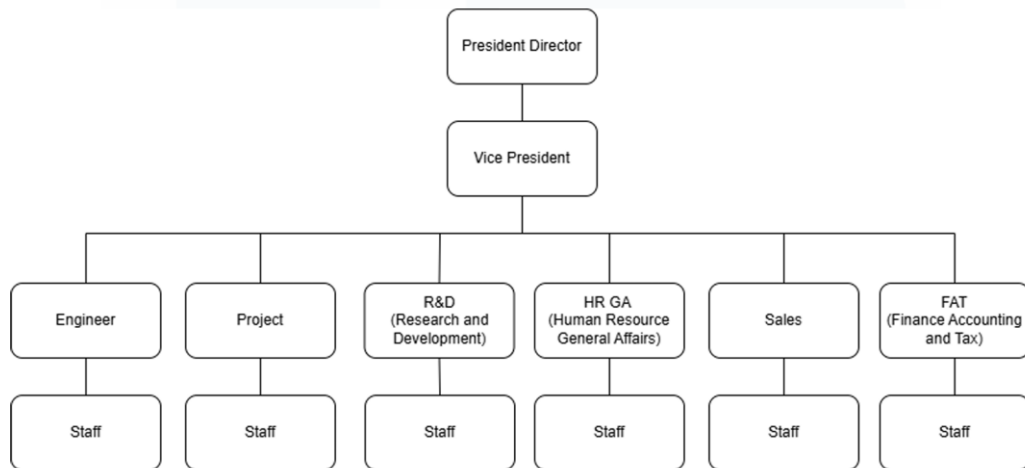 President Director
Vice President
Engineer
Project
R&D
(Research and
Development)
HR GA
(Human Resource
General Affairs)
Sales
FAT
(Finance Accounting
and Tax)
Staff
Staff
Staff
Staff
Staff
Staff